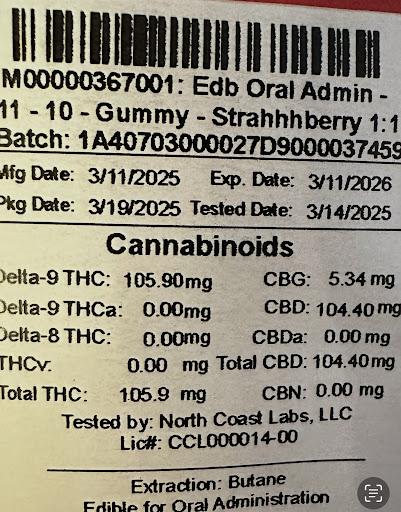 M00000367001: Edb Oral Admin -
11 - 10 - Gummy - Strahhhberry 1:1
Batch: 1A40703000027D9000037459
Mfg Date: 3/11/2025 Exp. Date: 3/11/2026
Pkg Date: 3/19/2025 Tested Date: 3/14/2025
Cannabinoids
Delta-9 THC: 105.90mg CBG: 5.34 mg
Delta-9 THCa: 0.00mg CBD: 104.40mg
Delta-8 THC: 0.00mg CBDa: 0.00 mg
THCv: 0.00 mg Total CBD: 104.40mg
Total THC: 105.9 mg CBN: 0.00 mg
Tested by: North Coast Labs, LLC
Lic#: CCL000014-00
Extraction: Butane
Edible for Oral Administration